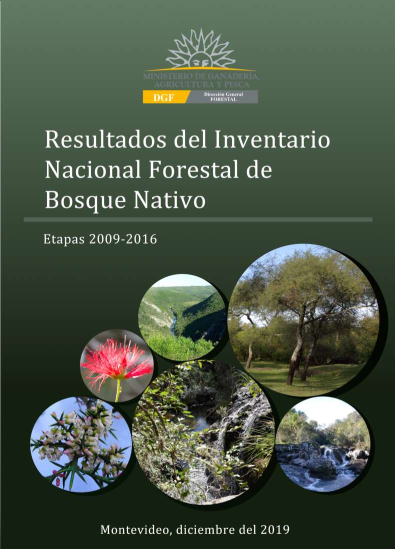 MINISTERIO DE GANADERÍA,
AGRICULTURA Y PESCA
DGF
Dirección General
FORESTAL
Resultados del Inventario
Nacional Forestal de
Bosque Nativo
Etapas 2009-2016
Montevideo, diciembre del 2019